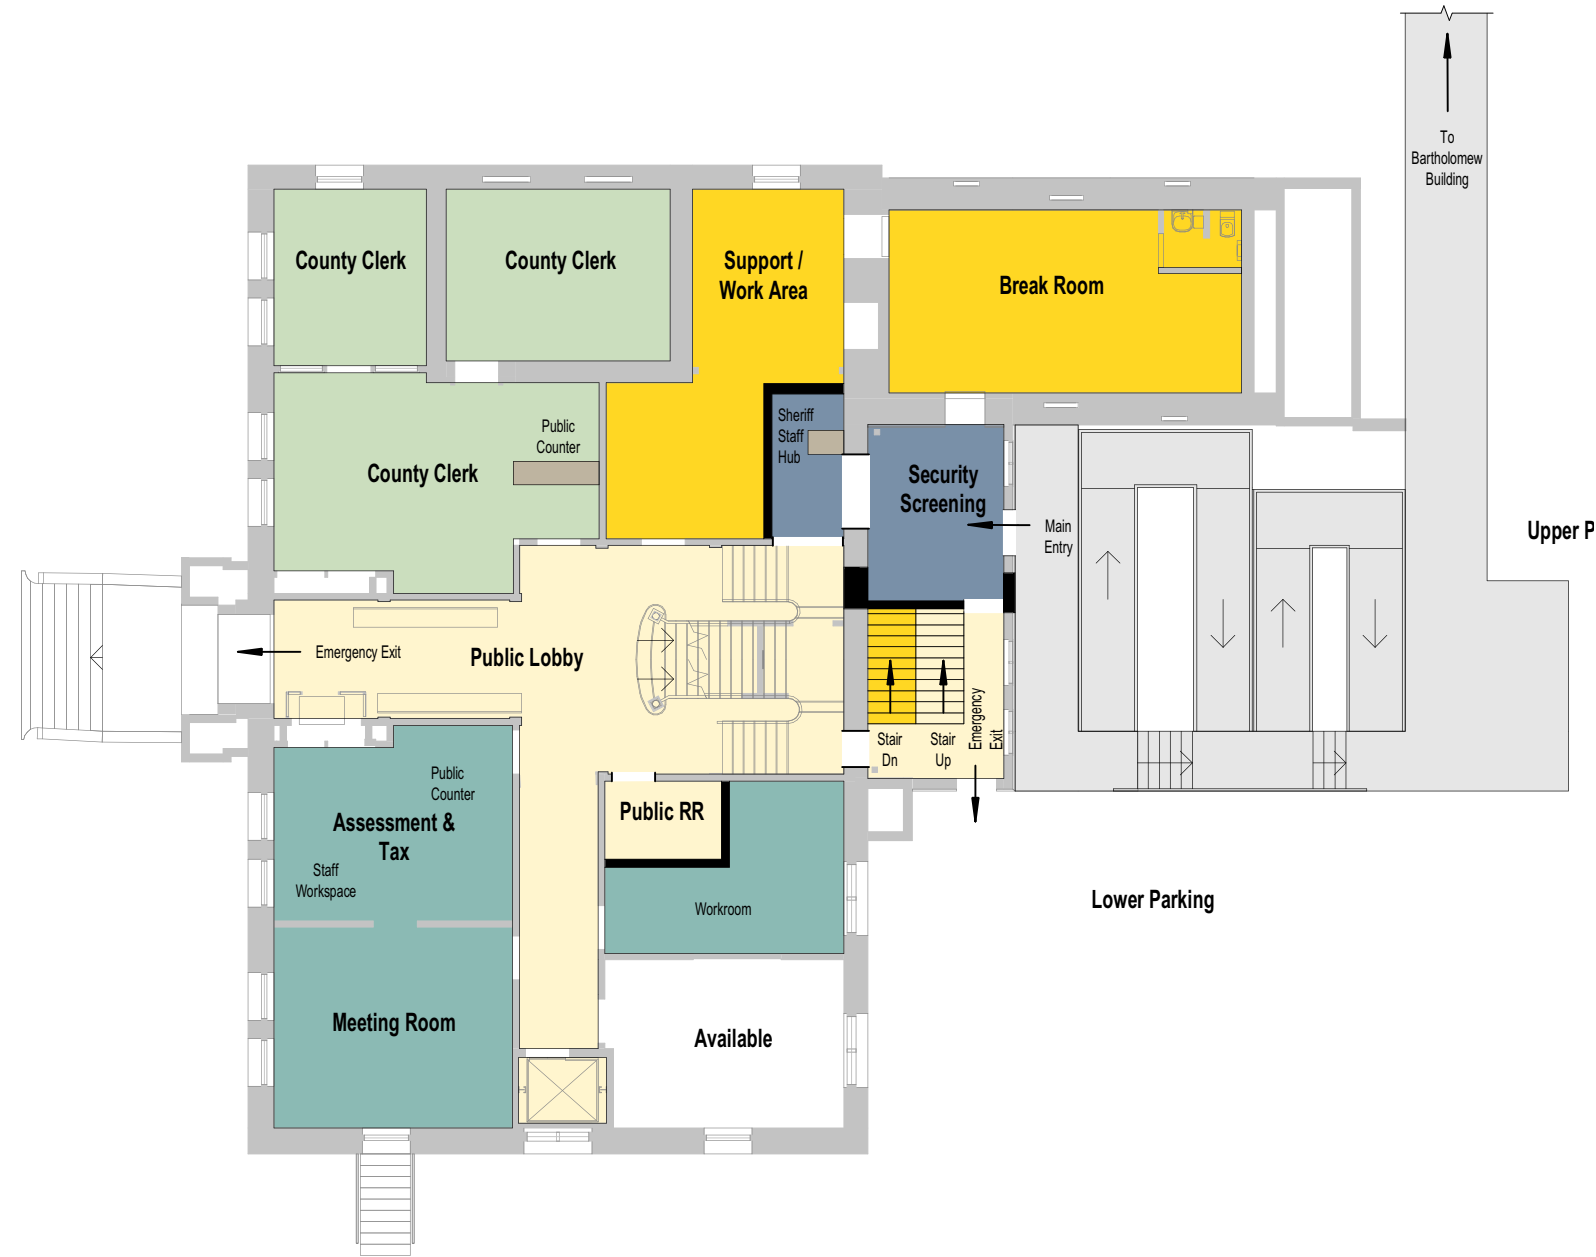 To
Bartholomew
Building
County Clerk
County Clerk
Support /
Work Area
Break Room
Public
Counter
County Clerk
Sheriff
Staff
Hub
Security
Screening
Main
Entry
Upper P
Emergency Exit
Public Lobby
Stair
Dn
Stair
Up
Emergency
Exit
Public
Counter
Assessment &
Tax
Staff
Workspace
Public RR
Workroom
Lower Parking
Meeting Room
Available